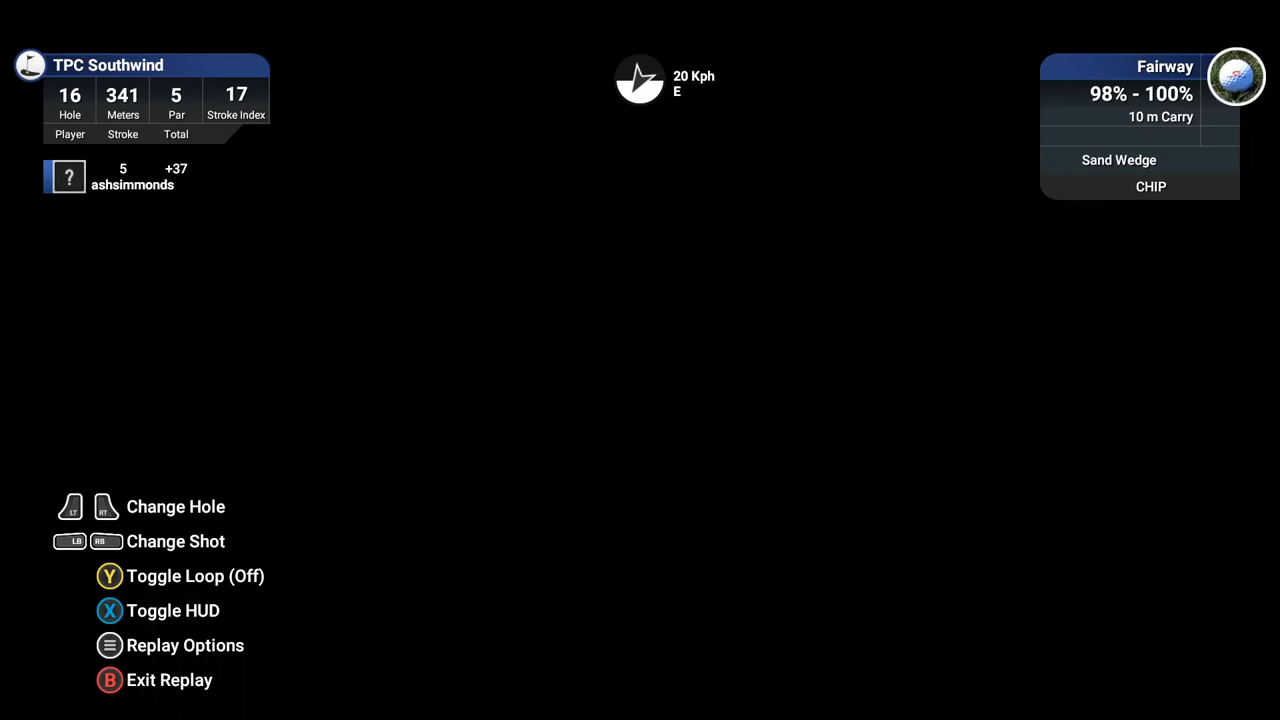 TPC Southwind
16 341 5 17
Hole Meters Par Stroke Index
Player Stroke Total
? 5 +37
ashsimmonds
20 Kph
E
Fairway
98% - 100%
10 m Carry
Sand Wedge
CHIP
LT RT Change Hole
LB RB Change Shot
Y Toggle Loop (Off)
X Toggle HUD
Replay Options
B Exit Replay